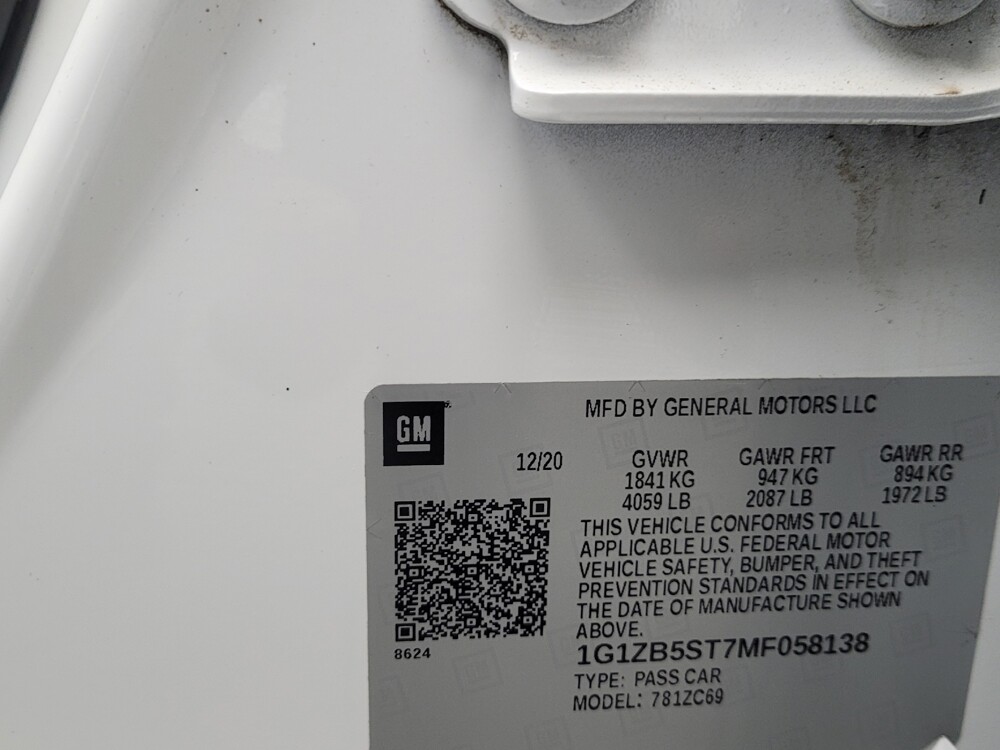 GM
MFD BY GENERAL MOTORS LLC
12/20 GVWR GAWR FRT GAWR RR
1841 KG 947 KG 894 KG
4059 LB 2087 LB 1972 LB
THIS VEHICLE CONFORMS TO ALL
APPLICABLE U.S. FEDERAL MOTOR
VEHICLE SAFETY, BUMPER, AND THEFT
PREVENTION STANDARDS IN EFFECT ON
THE DATE OF MANUFACTURE SHOWN
ABOVE.
8624
1G1ZB5ST7MF058138
TYPE: PASS CAR
MODEL: 781ZC69